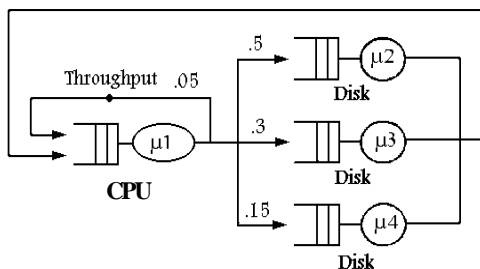 .5
μ2
Disk
Throughput .05
.3
μ1
μ3
CPU
Disk
.15
μ4
Disk